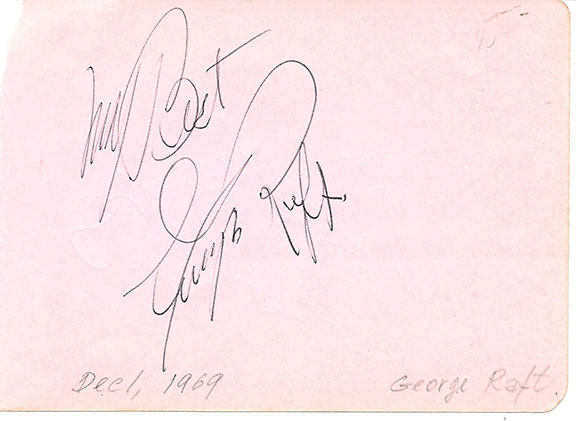 My Best
George Raft.
Dec 1, 1969 George Raft